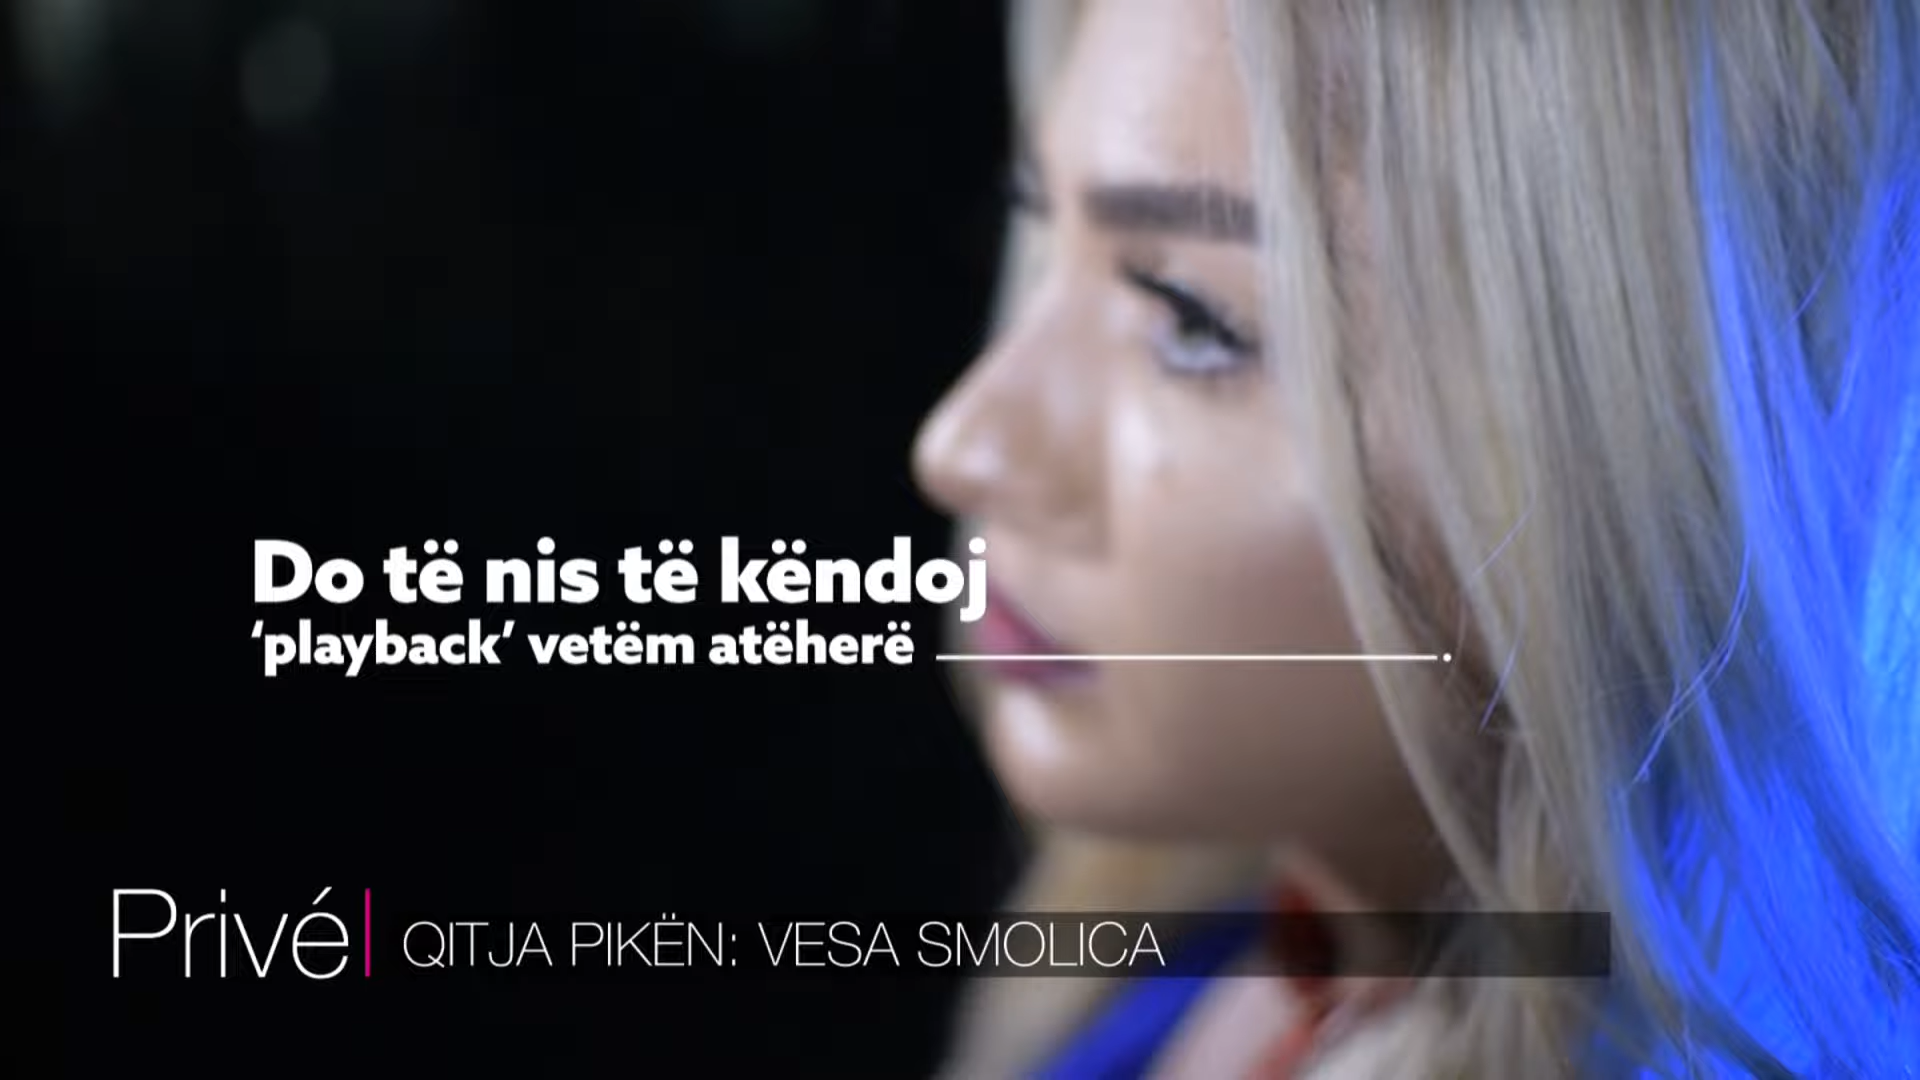 Do të nis të këndoj
‘playback’ vetëm atëherë
Privé
QITJA PIKËN: VESA SMOLICA